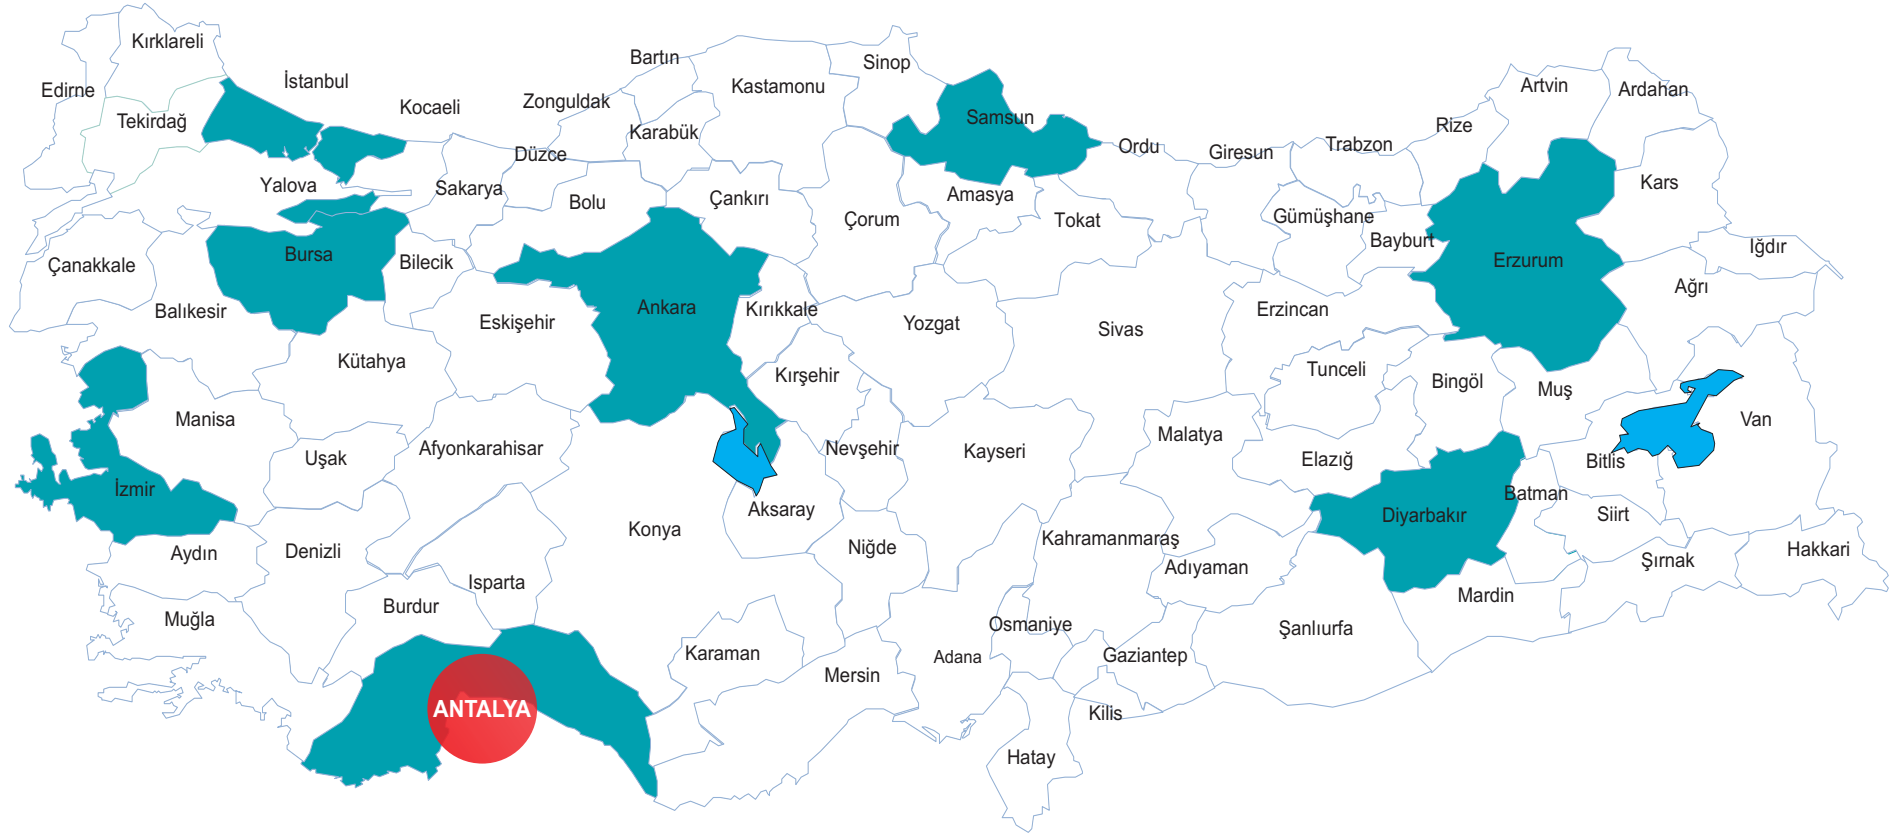 Kırklareli
Edirne
Tekirdağ
İstanbul
Kocaeli
Yalova
Sakarya
Düzce
Zonguldak
Bartın
Karabük
Kastamonu
Sinop
Samsun
Ordu
Giresun
Trabzon
Rize
Artvin
Ardahan
Kars
Iğdır
Ağrı
Erzurum
Bayburt
Gümüşhane
Tokat
Amasya
Çorum
Çankırı
Bolu
Bilecik
Bursa
Çanakkale
Balıkesir
Kütahya
Eskişehir
Ankara
Kırıkkale
Yozgat
Sivas
Erzincan
Tunceli
Bingöl
Muş
Van
Bitlis
Batman
Siirt
Diyarbakır
Elazığ
Malatya
Kayseri
Nevşehir
Kırşehir
Aksaray
Konya
Afyonkarahisar
Uşak
Manisa
İzmir
Aydın
Denizli
Isparta
Burdur
Muğla
ANTALYA
Karaman
Mersin
Niğde
Adana
Osmaniye
Kahramanmaraş
Adıyaman
Gaziantep
Kilis
Hatay
Şanlıurfa
Mardin
Şırnak
Hakkari